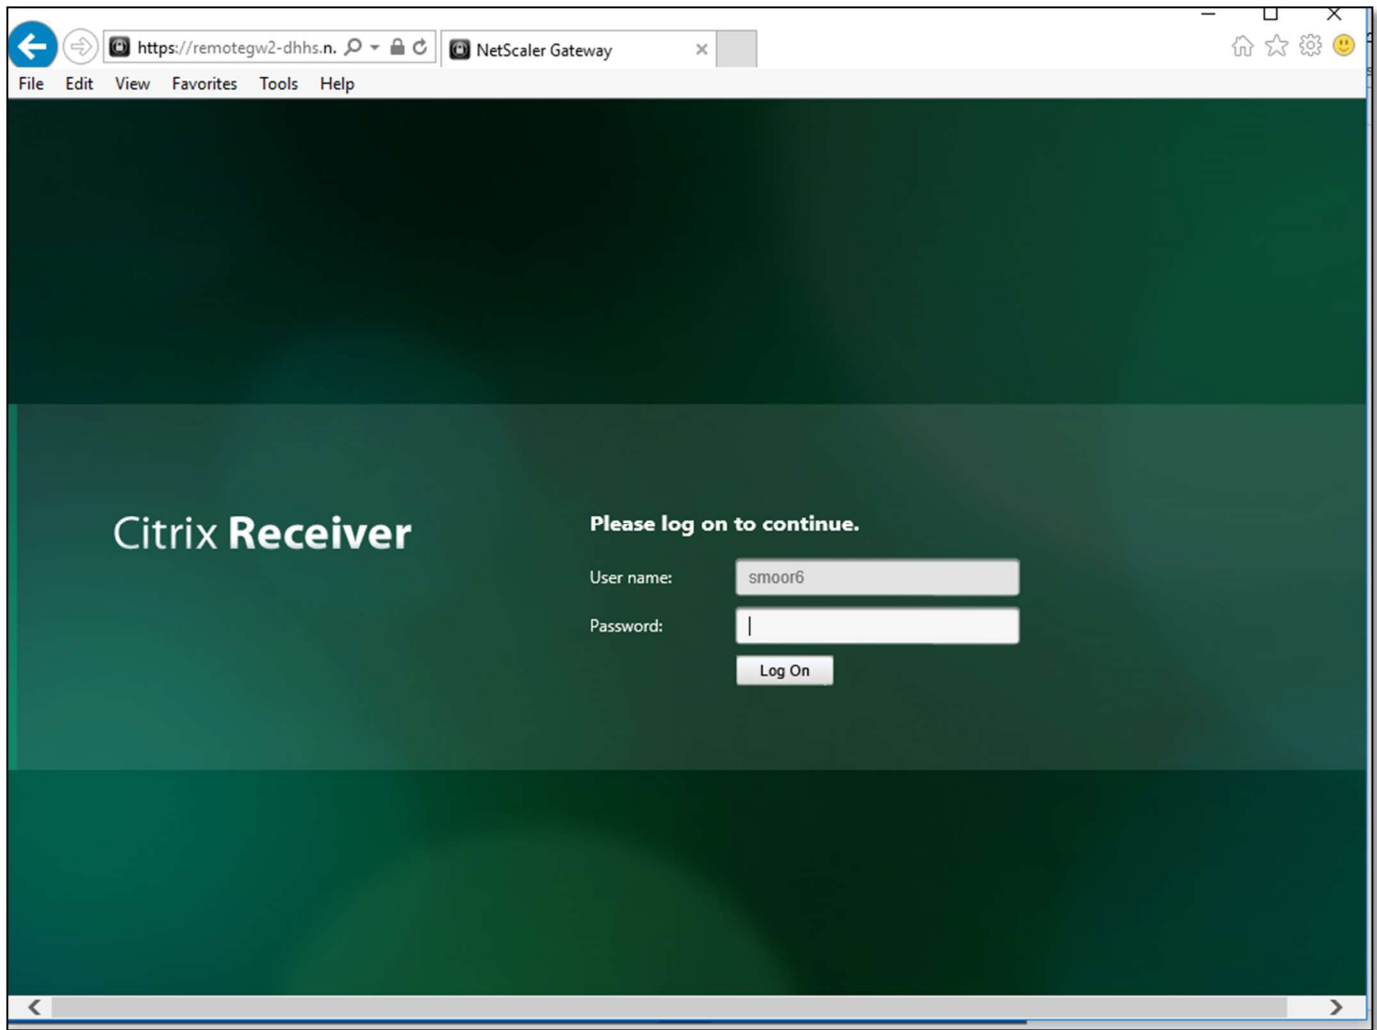 https://remotegw2-dhhs.n.
NetScaler Gateway
File Edit View Favorites Tools Help
Citrix Receiver
Please log on to continue.
User name: smoor6
Password:
Log On